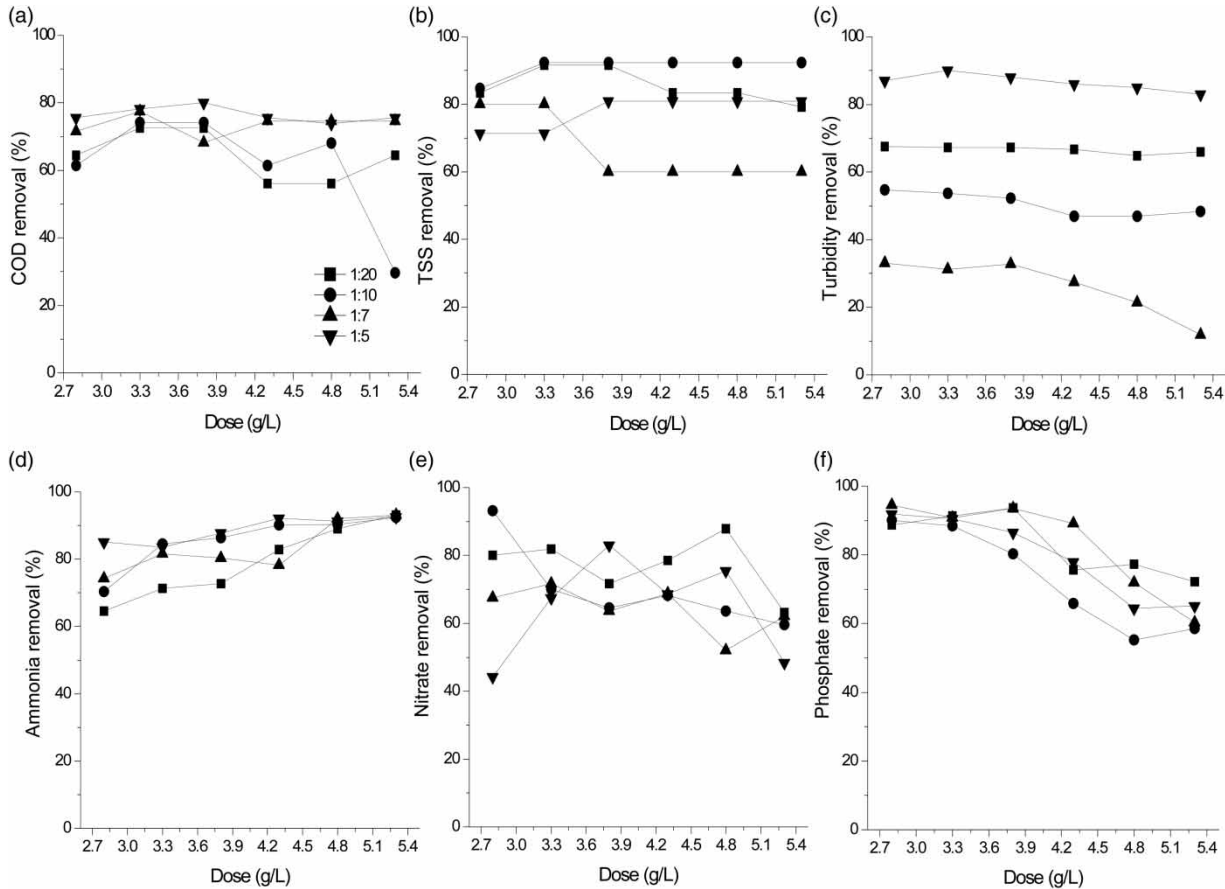 (a)
COD removal (%)
100
80
60
40
20
0
1:20
1:10
1:7
1:5
2.7 3.0 3.3 3.6 3.9 4.2 4.5 4.8 5.1 5.4
Dose (g/L)
(b)
TSS removal (%)
100
80
60
40
20
0
2.7 3.0 3.3 3.6 3.9 4.2 4.5 4.8 5.1 5.4
Dose (g/L)
(c)
Turbidity removal (%)
100
80
60
40
20
0
2.7 3.0 3.3 3.6 3.9 4.2 4.5 4.8 5.1 5.4
Dose (g/L)
(d)
Ammonia removal (%)
100
80
60
40
20
0
2.7 3.0 3.3 3.6 3.9 4.2 4.5 4.8 5.1 5.4
Dose (g/L)
(e)
Nitrate removal (%)
100
80
60
40
20
0
2.7 3.0 3.3 3.6 3.9 4.2 4.5 4.8 5.1 5.4
Dose (g/L)
(f)
Phosphate removal (%)
100
80
60
40
20
0
2.7 3.0 3.3 3.6 3.9 4.2 4.5 4.8 5.1 5.4
Dose (g/L)